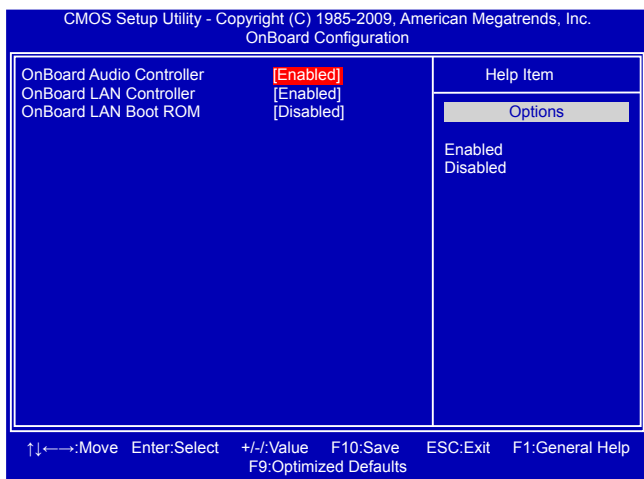 CMOS Setup Utility - Copyright (C) 1985-2009, American Megatrends, Inc.
OnBoard Configuration
OnBoard Audio Controller [Enabled]
OnBoard LAN Controller [Enabled]
OnBoard LAN Boot ROM [Disabled]
Help Item
Options
Enabled
Disabled
↑↓←→:Move Enter:Select +/-/:Value F10:Save ESC:Exit F1:General Help
F9:Optimized Defaults